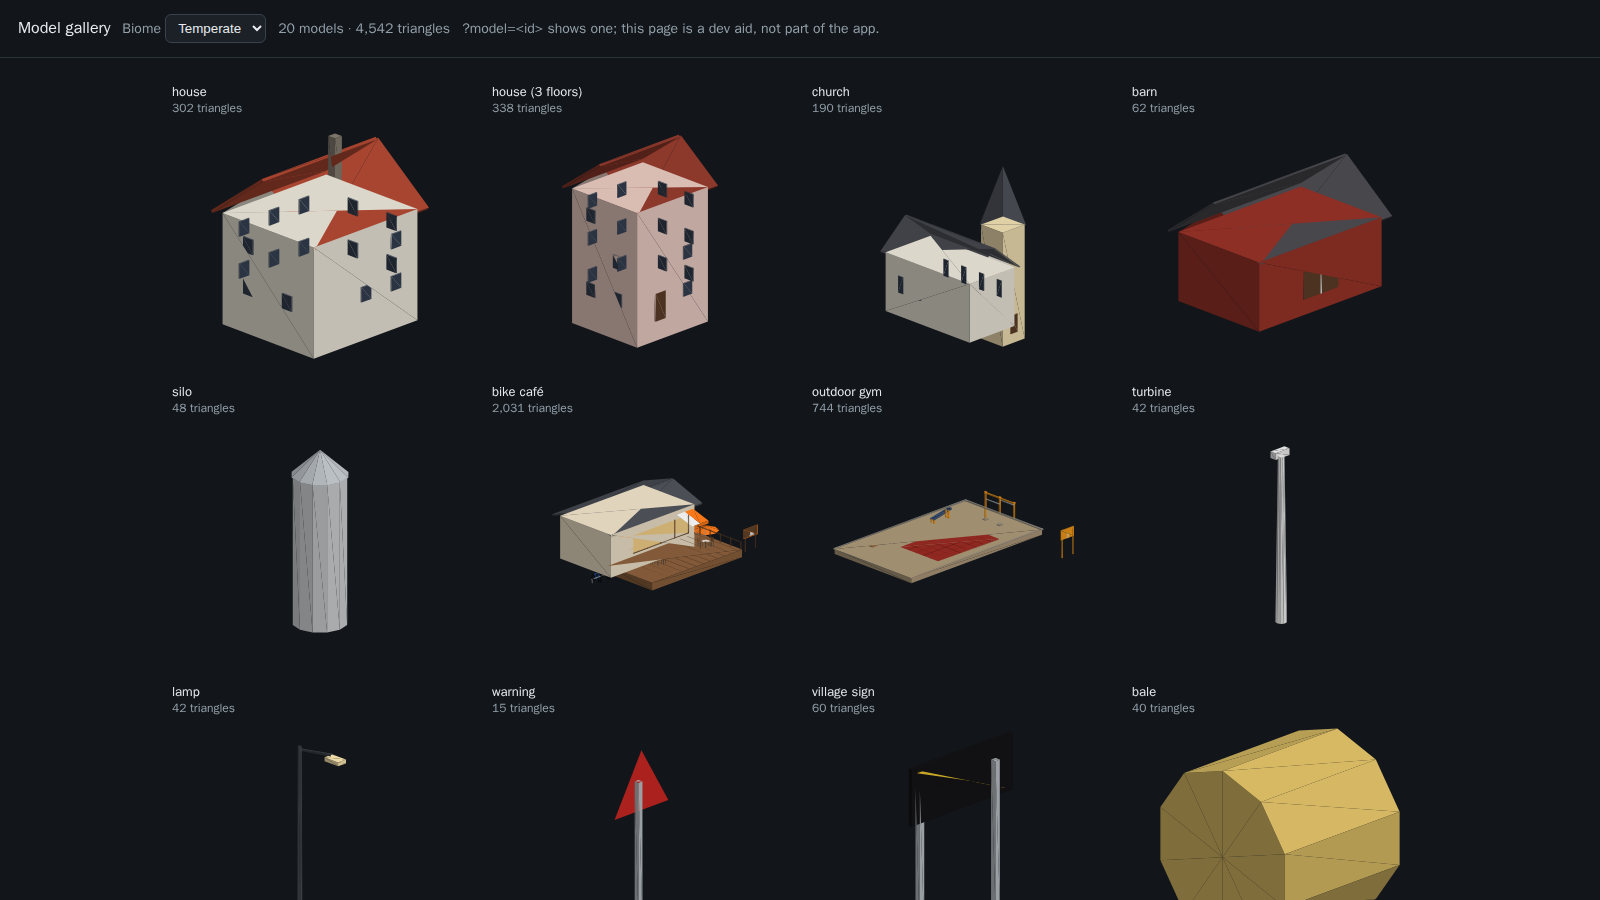 Model gallery Biome Temperate 20 models · 4,542 triangles ?model=<id> shows one; this page is a dev aid, not part of the app.
house
302 triangles
house (3 floors)
338 triangles
church
190 triangles
barn
62 triangles
silo
48 triangles
bike café
2,031 triangles
outdoor gym
744 triangles
turbine
42 triangles
lamp
42 triangles
warning
15 triangles
village sign
60 triangles
bale
40 triangles